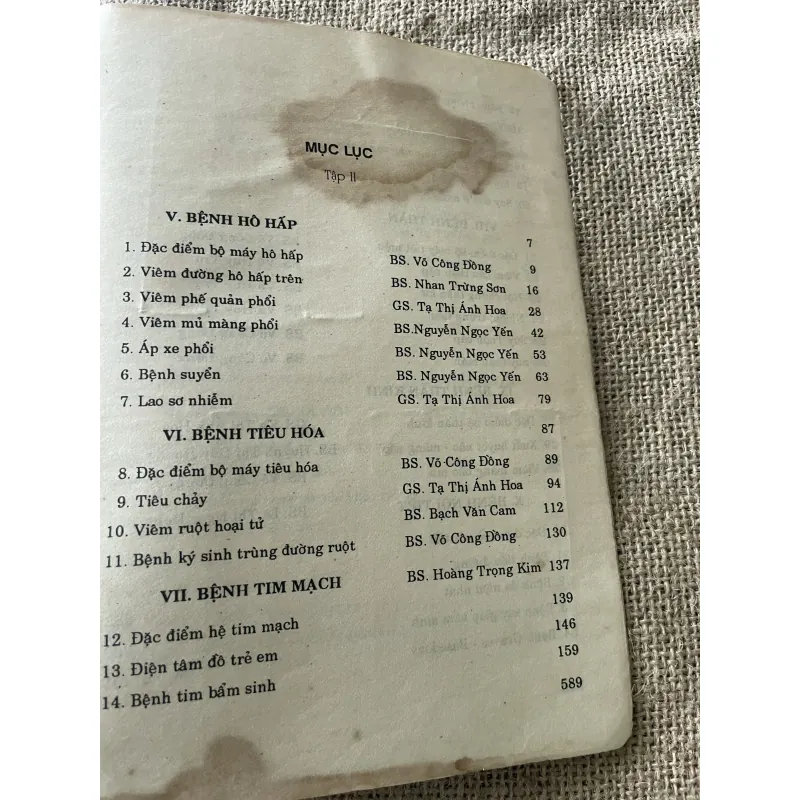 MỤC LỤC
Tập II
V. BỆNH HÔ HẤP 7
1. Đặc điểm bộ máy hô hấp BS. Võ Công Đồng 9
2. Viêm đường hô hấp trên BS. Nhan Trừng Sơn 16
3. Viêm phế quản phổi GS. Tạ Thị Ánh Hoa 28
4. Viêm mủ màng phổi BS.Nguyễn Ngọc Yến 42
5. Áp xe phổi BS. Nguyễn Ngọc Yến 53
6. Bệnh suyển BS. Nguyễn Ngọc Yến 63
7. Lao sơ nhiễm GS. Tạ Thị Ánh Hoa 79
VI. BỆNH TIÊU HÓA 87
8. Đặc điểm bộ máy tiêu hóa BS. Võ Công Đồng 89
9. Tiêu chảy GS. Tạ Thị Ánh Hoa 94
10. Viêm ruột hoại tử BS. Bạch Văn Cam 112
11. Bệnh ký sinh trùng đường ruột BS. Võ Công Đồng 130
VII. BỆNH TIM MẠCH BS. Hoàng Trọng Kim 137
12. Đặc điểm hệ tim mạch 139
13. Điện tâm đồ trẻ em 146
14. Bệnh tim bẩm sinh 159
589